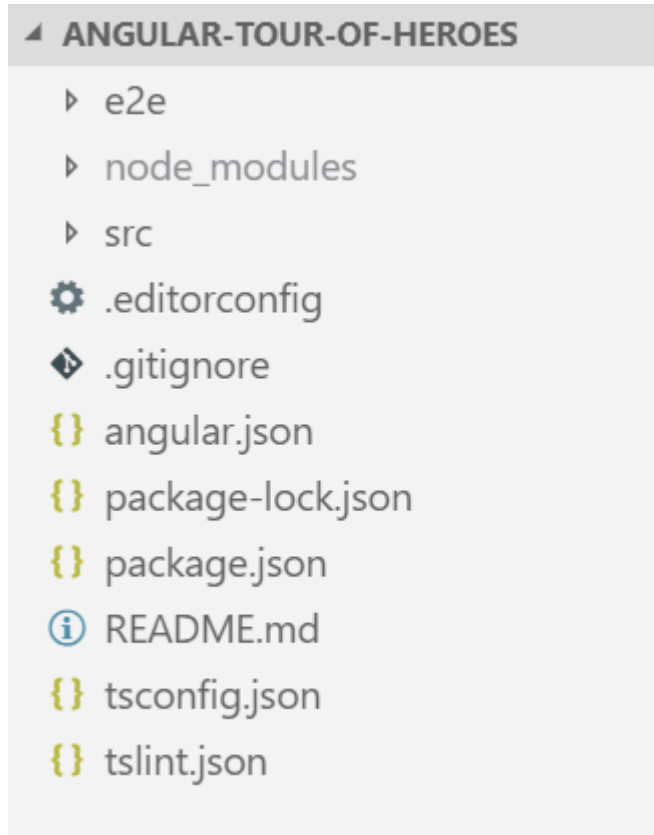 ANGULAR-TOUR-OF-HEROES
e2e
node_modules
src
.editorconfig
.gitignore
angular.json
package-lock.json
package.json
README.md
tsconfig.json
tslint.json